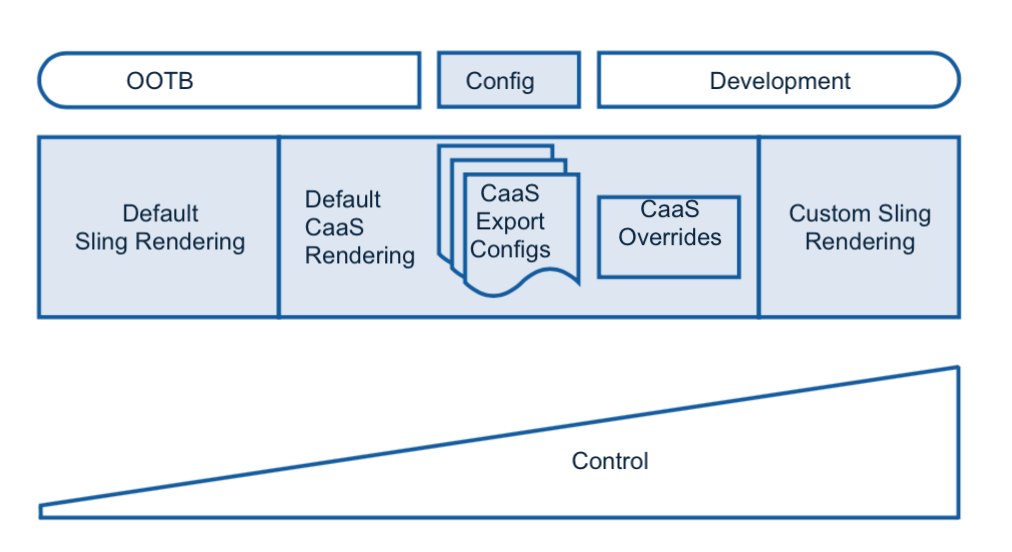 OOTB
Config
Development
Default
Sling Rendering
Default
CaaS
Rendering
CaaS
Export
Configs
CaaS
Overrides
Custom Sling
Rendering
Control